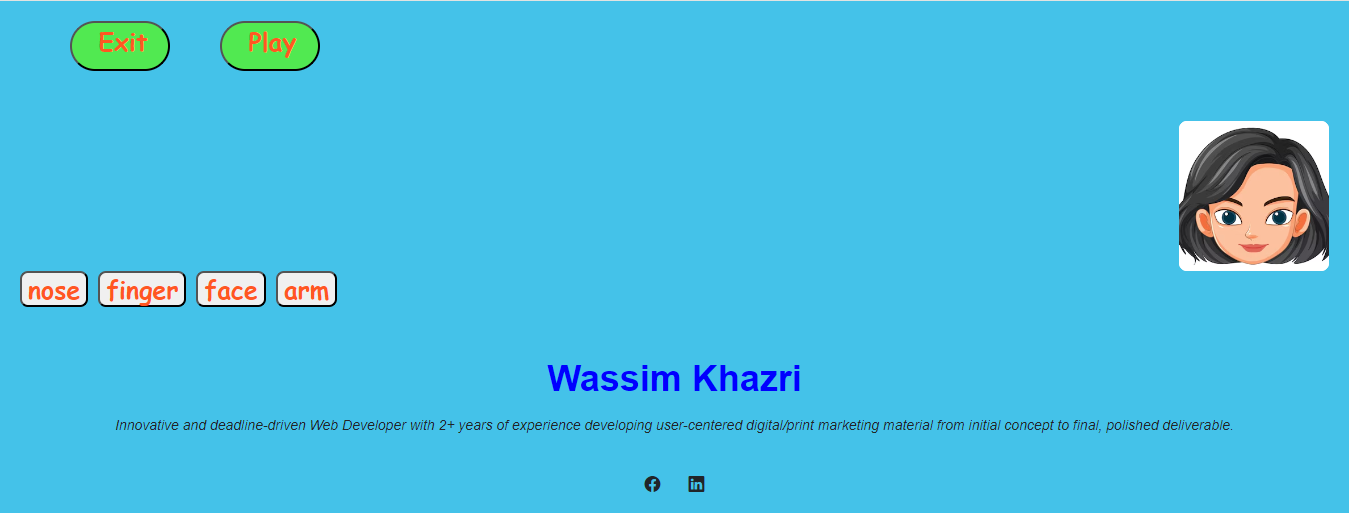 Exit Play
nose finger face arm
Wassim Khazri
Innovative and deadline-driven Web Developer with 2+ years of experience developing user-centered digital/print marketing material from initial concept to final, polished deliverable.